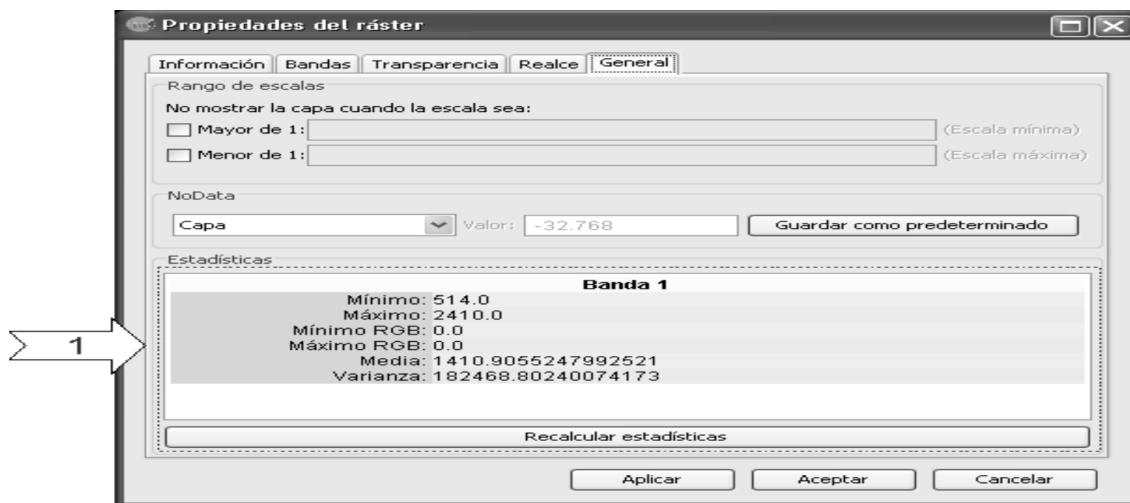 Propiedades del ráster
Información Bandas Transparencia Realce General
Rango de escalas
No mostrar la capa cuando la escala sea:
Mayor de 1: (Escala mínima)
Menor de 1: (Escala máxima)
NoData
Capa Valor: -32.768 Guardar como predeterminado
Estadísticas
Banda 1
Mínimo: 514.0
Máximo: 2410.0
Mínimo RGB: 0.0
1 Máximo RGB: 0.0
Media: 1410.9055247992521
Varianza: 182468.80240074173
Recalcular estadísticas
Aplicar Aceptar Cancelar